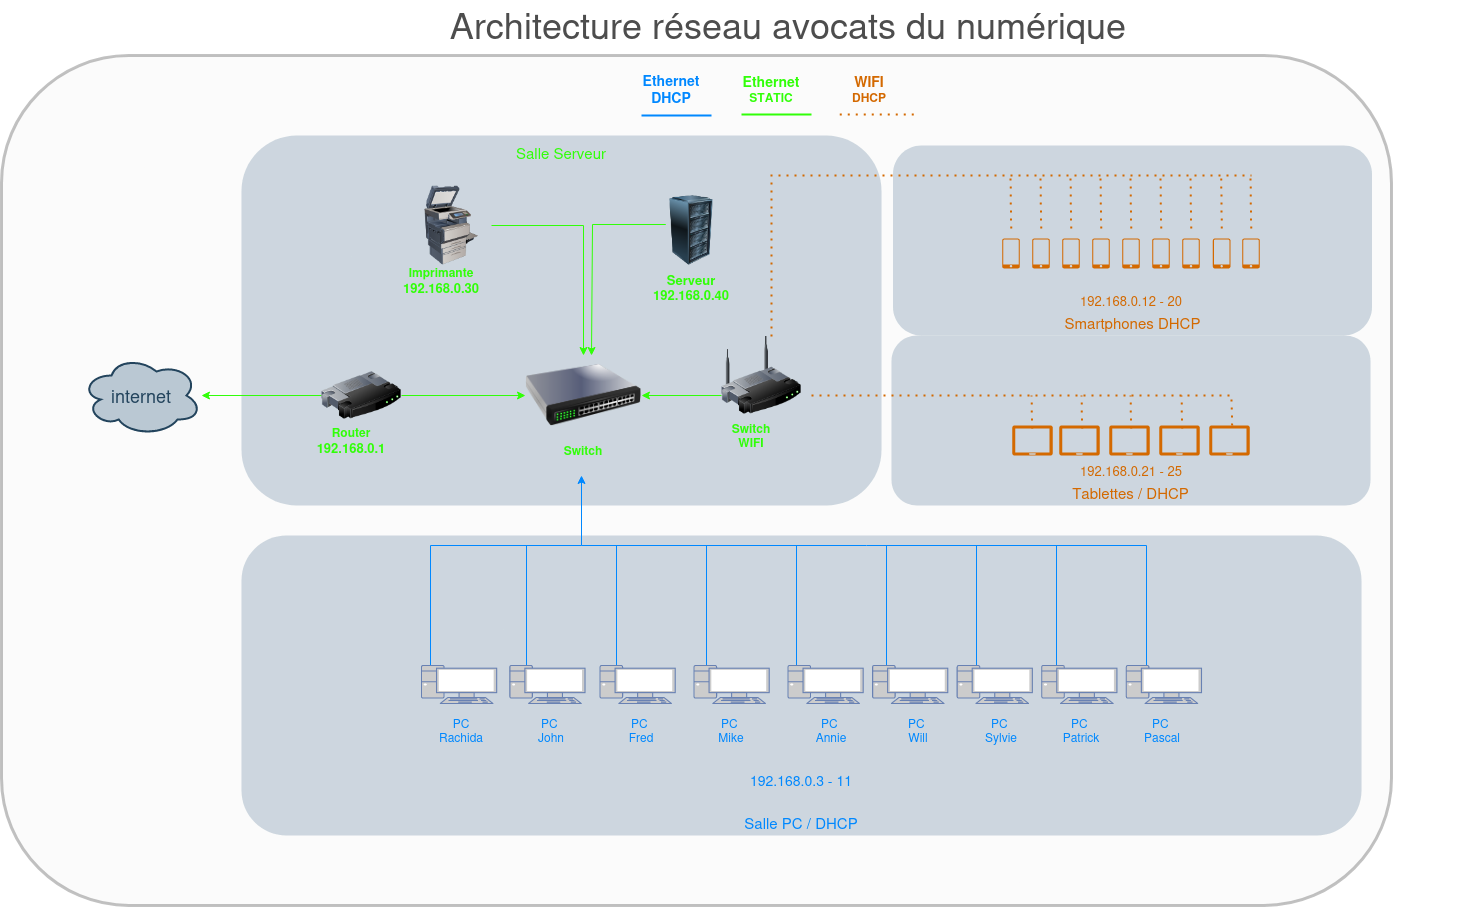 Architecture réseau avocats du numérique
Ethernet
DHCP
Ethernet
STATIC
WIFI
DHCP
Salle Serveur
Imprimante
192.168.0.30
Serveur
192.168.0.40
192.168.0.12 - 20
Smartphones DHCP
internet
Router
192.168.0.1
Switch
Switch
WIFI
192.168.0.21 - 25
Tablettes / DHCP
PC
Rachida
PC
John
PC
Fred
PC
Mike
PC
Annie
PC
Will
PC
Sylvie
PC
Patrick
PC
Pascal
192.168.0.3 - 11
Salle PC / DHCP